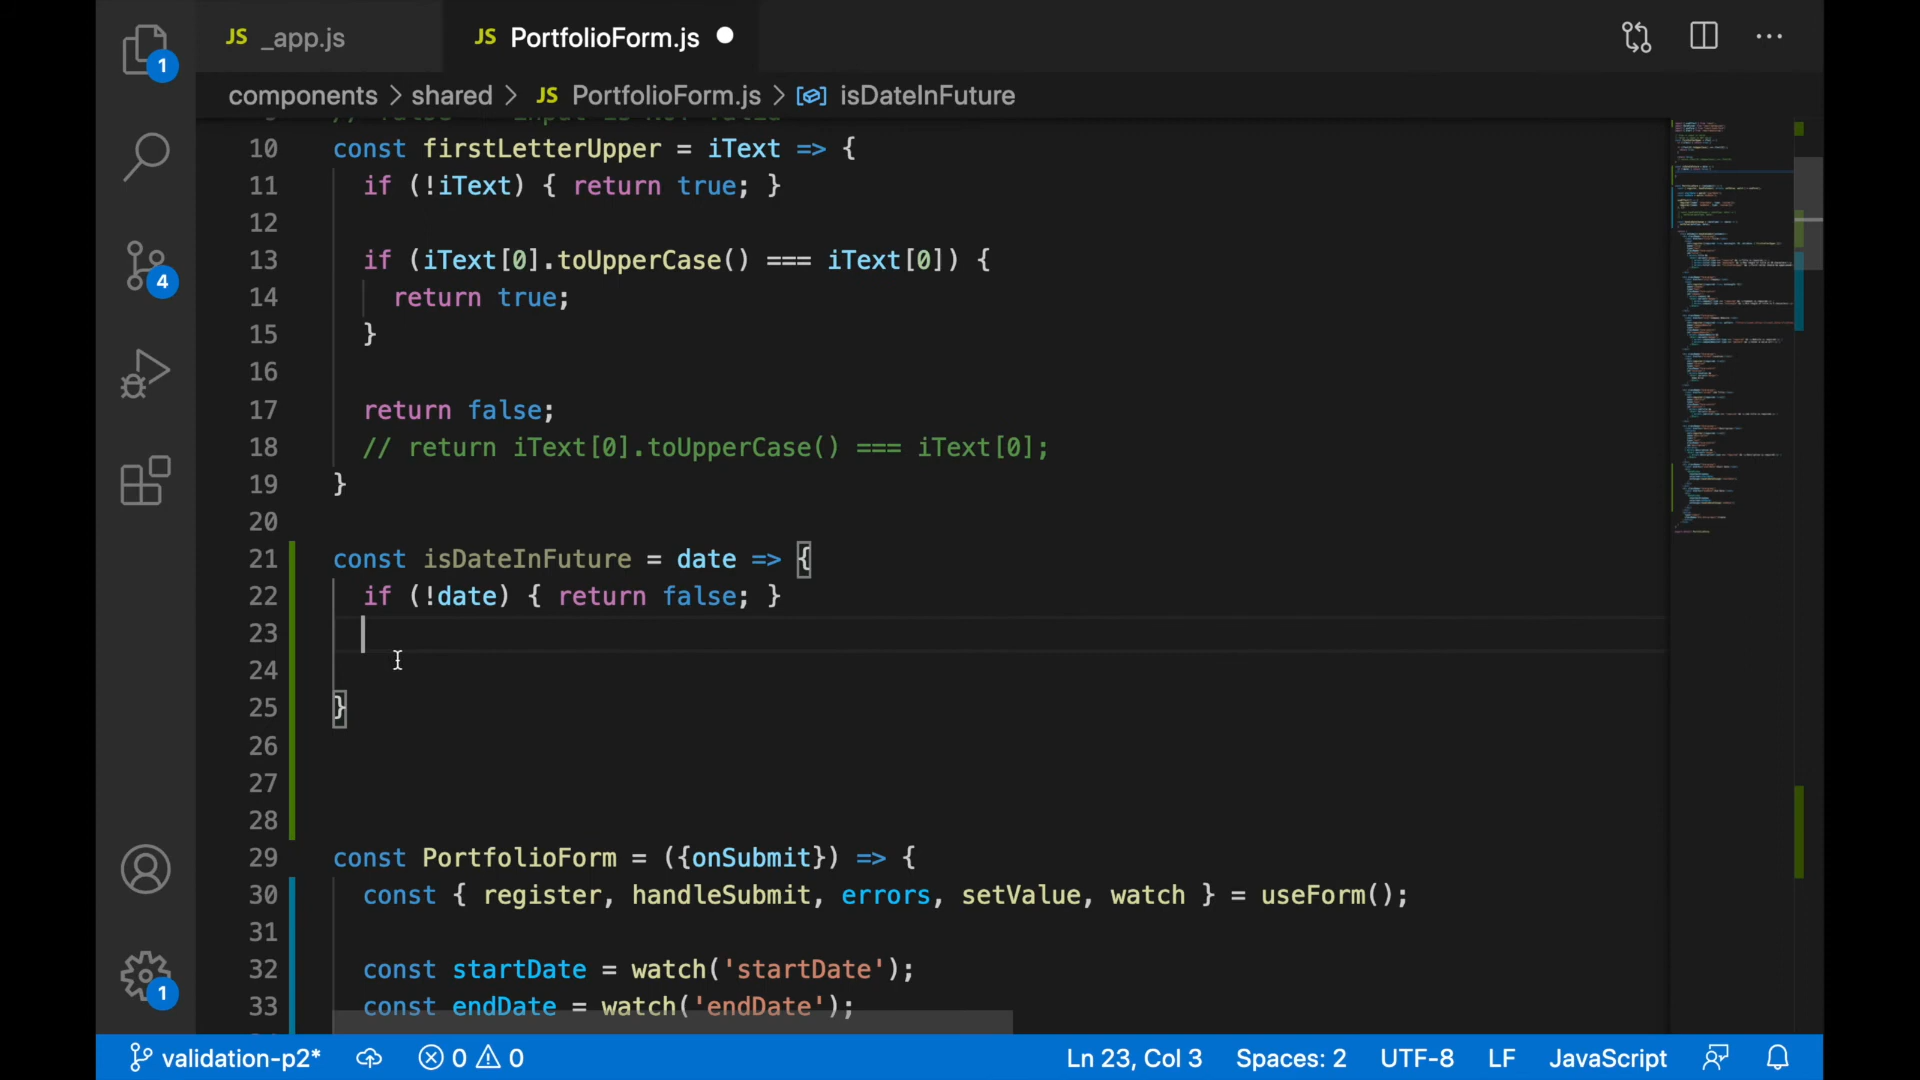 JS _app.js JS PortfolioForm.js
components > shared > JS PortfolioForm.js > isDateInFuture
10 const firstLetterUpper = iText => {
11 if (!iText) { return true; }
12
13 if (iText[0].toUpperCase() === iText[0]) {
14 return true;
15 }
16
17 return false;
18 // return iText[0].toUpperCase() === iText[0];
19 }
20
21 const isDateInFuture = date => {
22 if (!date) { return false; }
23
24
25 }
26
27
28
29 const PortfolioForm = ({onSubmit}) => {
30 const { register, handleSubmit, errors, setValue, watch } = useForm();
31
32 const startDate = watch('startDate');
33 const endDate = watch('endDate');
1
4
1
validation-p2* 0 0 Ln 23, Col 3 Spaces: 2 UTF-8 LF JavaScript